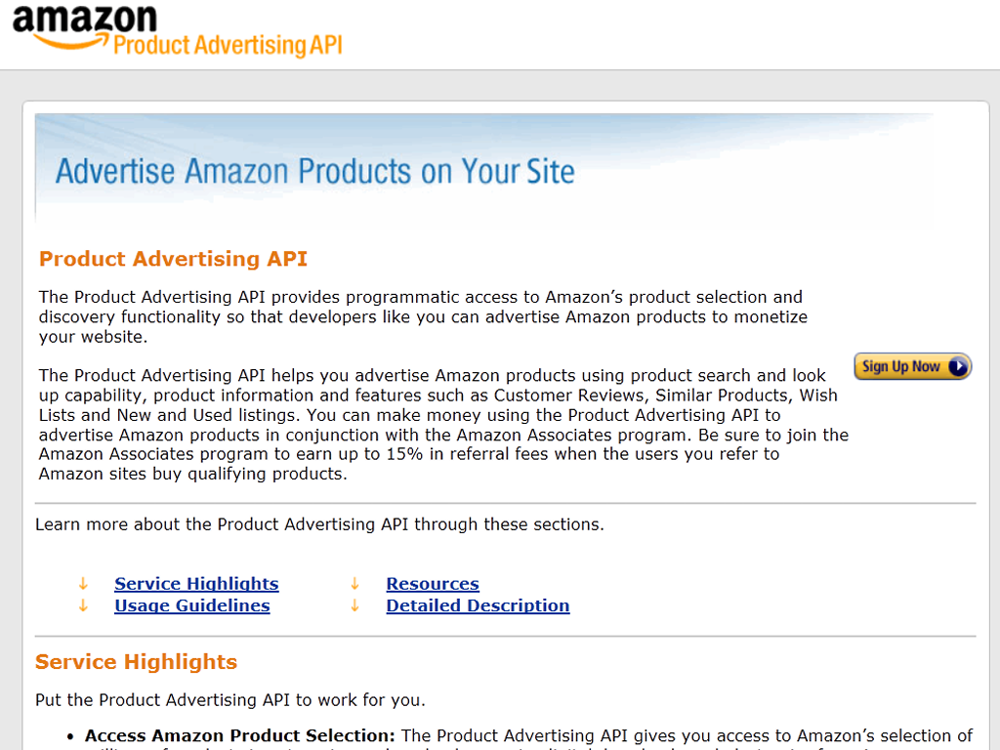 amazon
Product Advertising API
Advertise Amazon Products on Your Site
Product Advertising API
The Product Advertising API provides programmatic access to Amazon’s product selection and
discovery functionality so that developers like you can advertise Amazon products to monetize
your website.
Sign Up Now
The Product Advertising API helps you advertise Amazon products using product search and look
up capability, product information and features such as Customer Reviews, Similar Products, Wish
Lists and New and Used listings. You can make money using the Product Advertising API to
advertise Amazon products in conjunction with the Amazon Associates program. Be sure to join the
Amazon Associates program to earn up to 15% in referral fees when the users you refer to
Amazon sites buy qualifying products.
Learn more about the Product Advertising API through these sections.
↓ Service Highlights ↓ Resources
↓ Usage Guidelines ↓ Detailed Description
Service Highlights
Put the Product Advertising API to work for you.
• Access Amazon Product Selection: The Product Advertising API gives you access to Amazon’s selection of